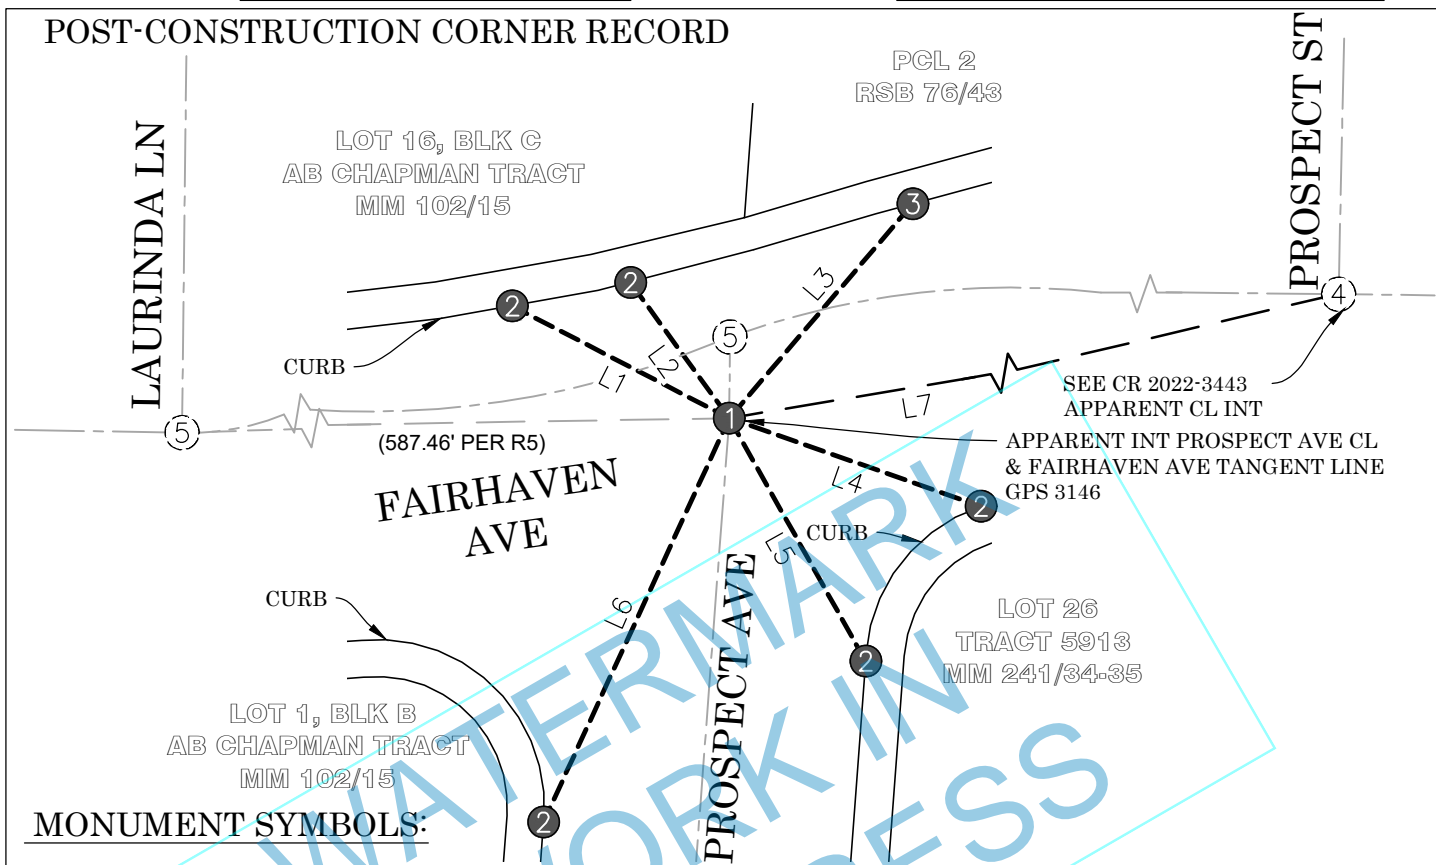 POST-CONSTRUCTION CORNER RECORD
PROSPECT ST
PCL 2
RSB 76/43
LAURINDA LN
LOT 16, BLK C
AB CHAPMAN TRACT
MM 102/15
3
2
2
4
L3
5
CURB
L2
L1
SEE CR 2022-3443
APPARENT CL INT
L7
1
5
(587.46' PER R5)
APPARENT INT PROSPECT AVE CL
& FAIRHAVEN AVE TANGENT LINE
GPS 3146
FAIRHAVEN
AVE
L4
2
CURB
L5
CURB
L6
PROSPECT AVE
LOT 26
TRACT 5913
MM 241/34-35
2
LOT 1, BLK B
AB CHAPMAN TRACT
MM 102/15
2
MONUMENT SYMBOLS:
WATERMARK
WORK IN